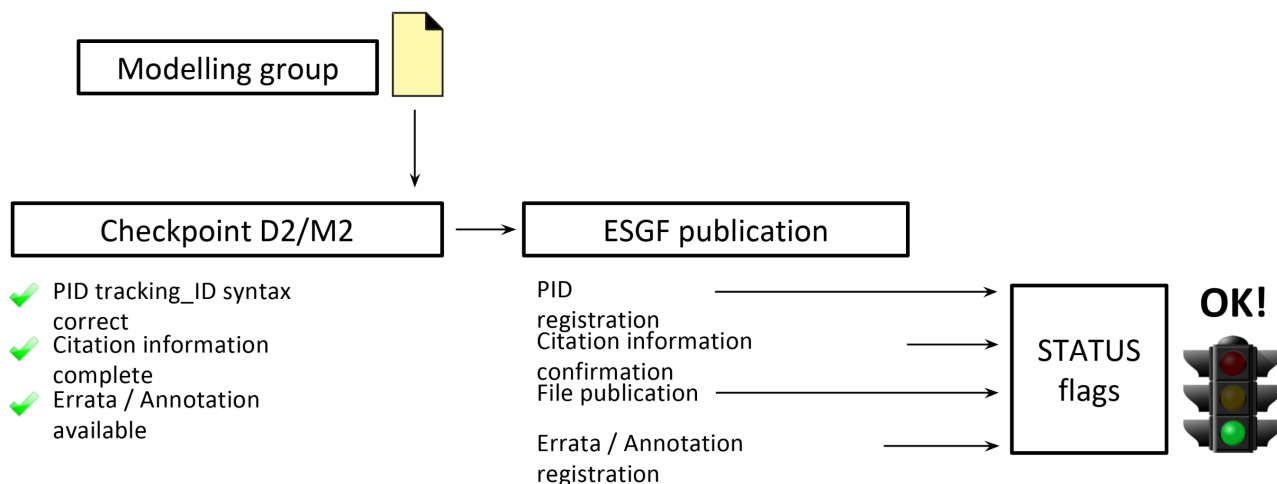 Modelling group
Checkpoint D2/M2
ESGF publication
PID tracking_ID syntax
correct
Citation information
complete
Errata / Annotation
available
PID
registration
Citation information
confirmation
File publication
Errata / Annotation
registration
STATUS
flags
OK!